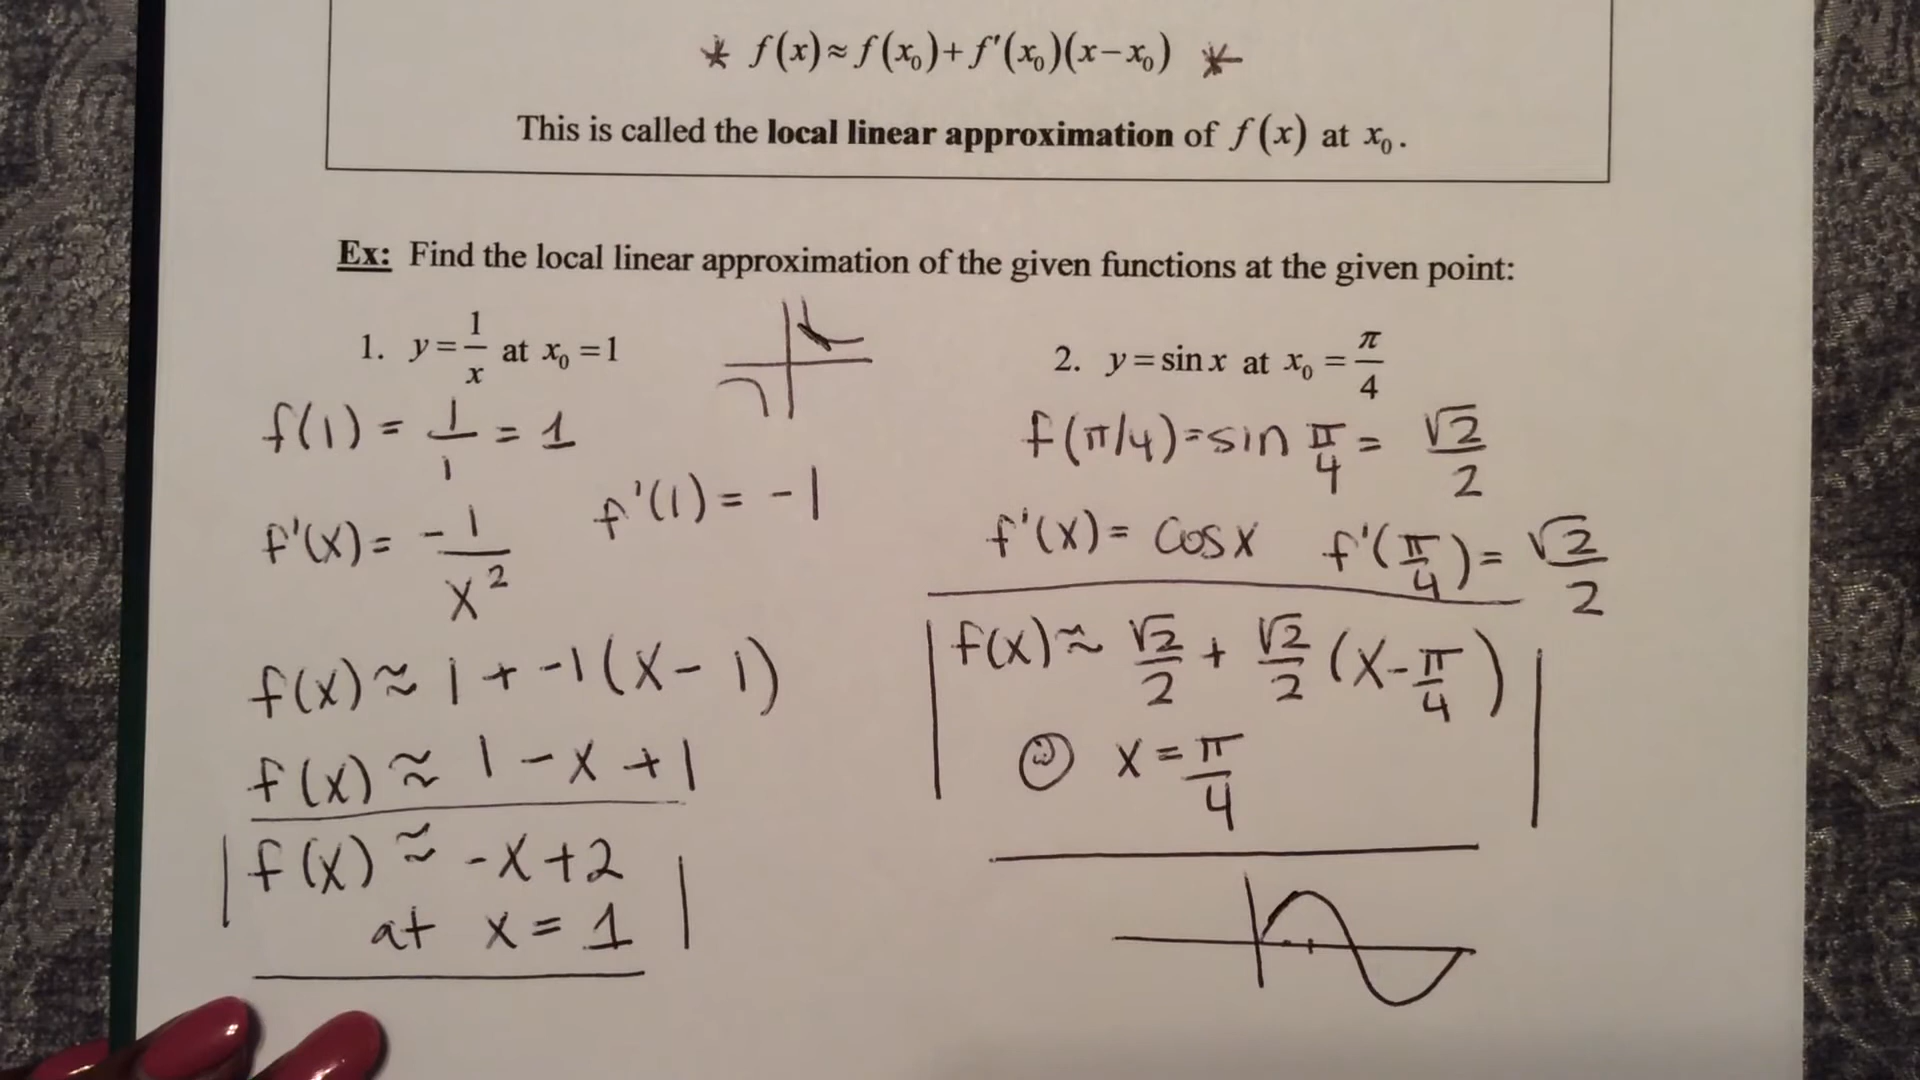 * f(x)≈f(x₀)+f′(x₀)(x−x₀) *
This is called the local linear approximation of f(x) at x₀.
Ex: Find the local linear approximation of the given functions at the given point:
1. y=1/x at x₀=1
f(1) = 1/1 = 1
f'(x) = -1/x²
f'(1) = -1
f(x) ≈ 1 + -1(x-1)
f(x) ≈ 1-x+1
f(x) ≈ -x+2
at x = 1
2. y=sin x at x₀=π/4
f(π/4)=sin π/4 = √2/2
f'(x) = cosx f'(π/4) = √2/2
f(x)≈ √2/2 + √2/2 (x-π/4)
@ x = π/4